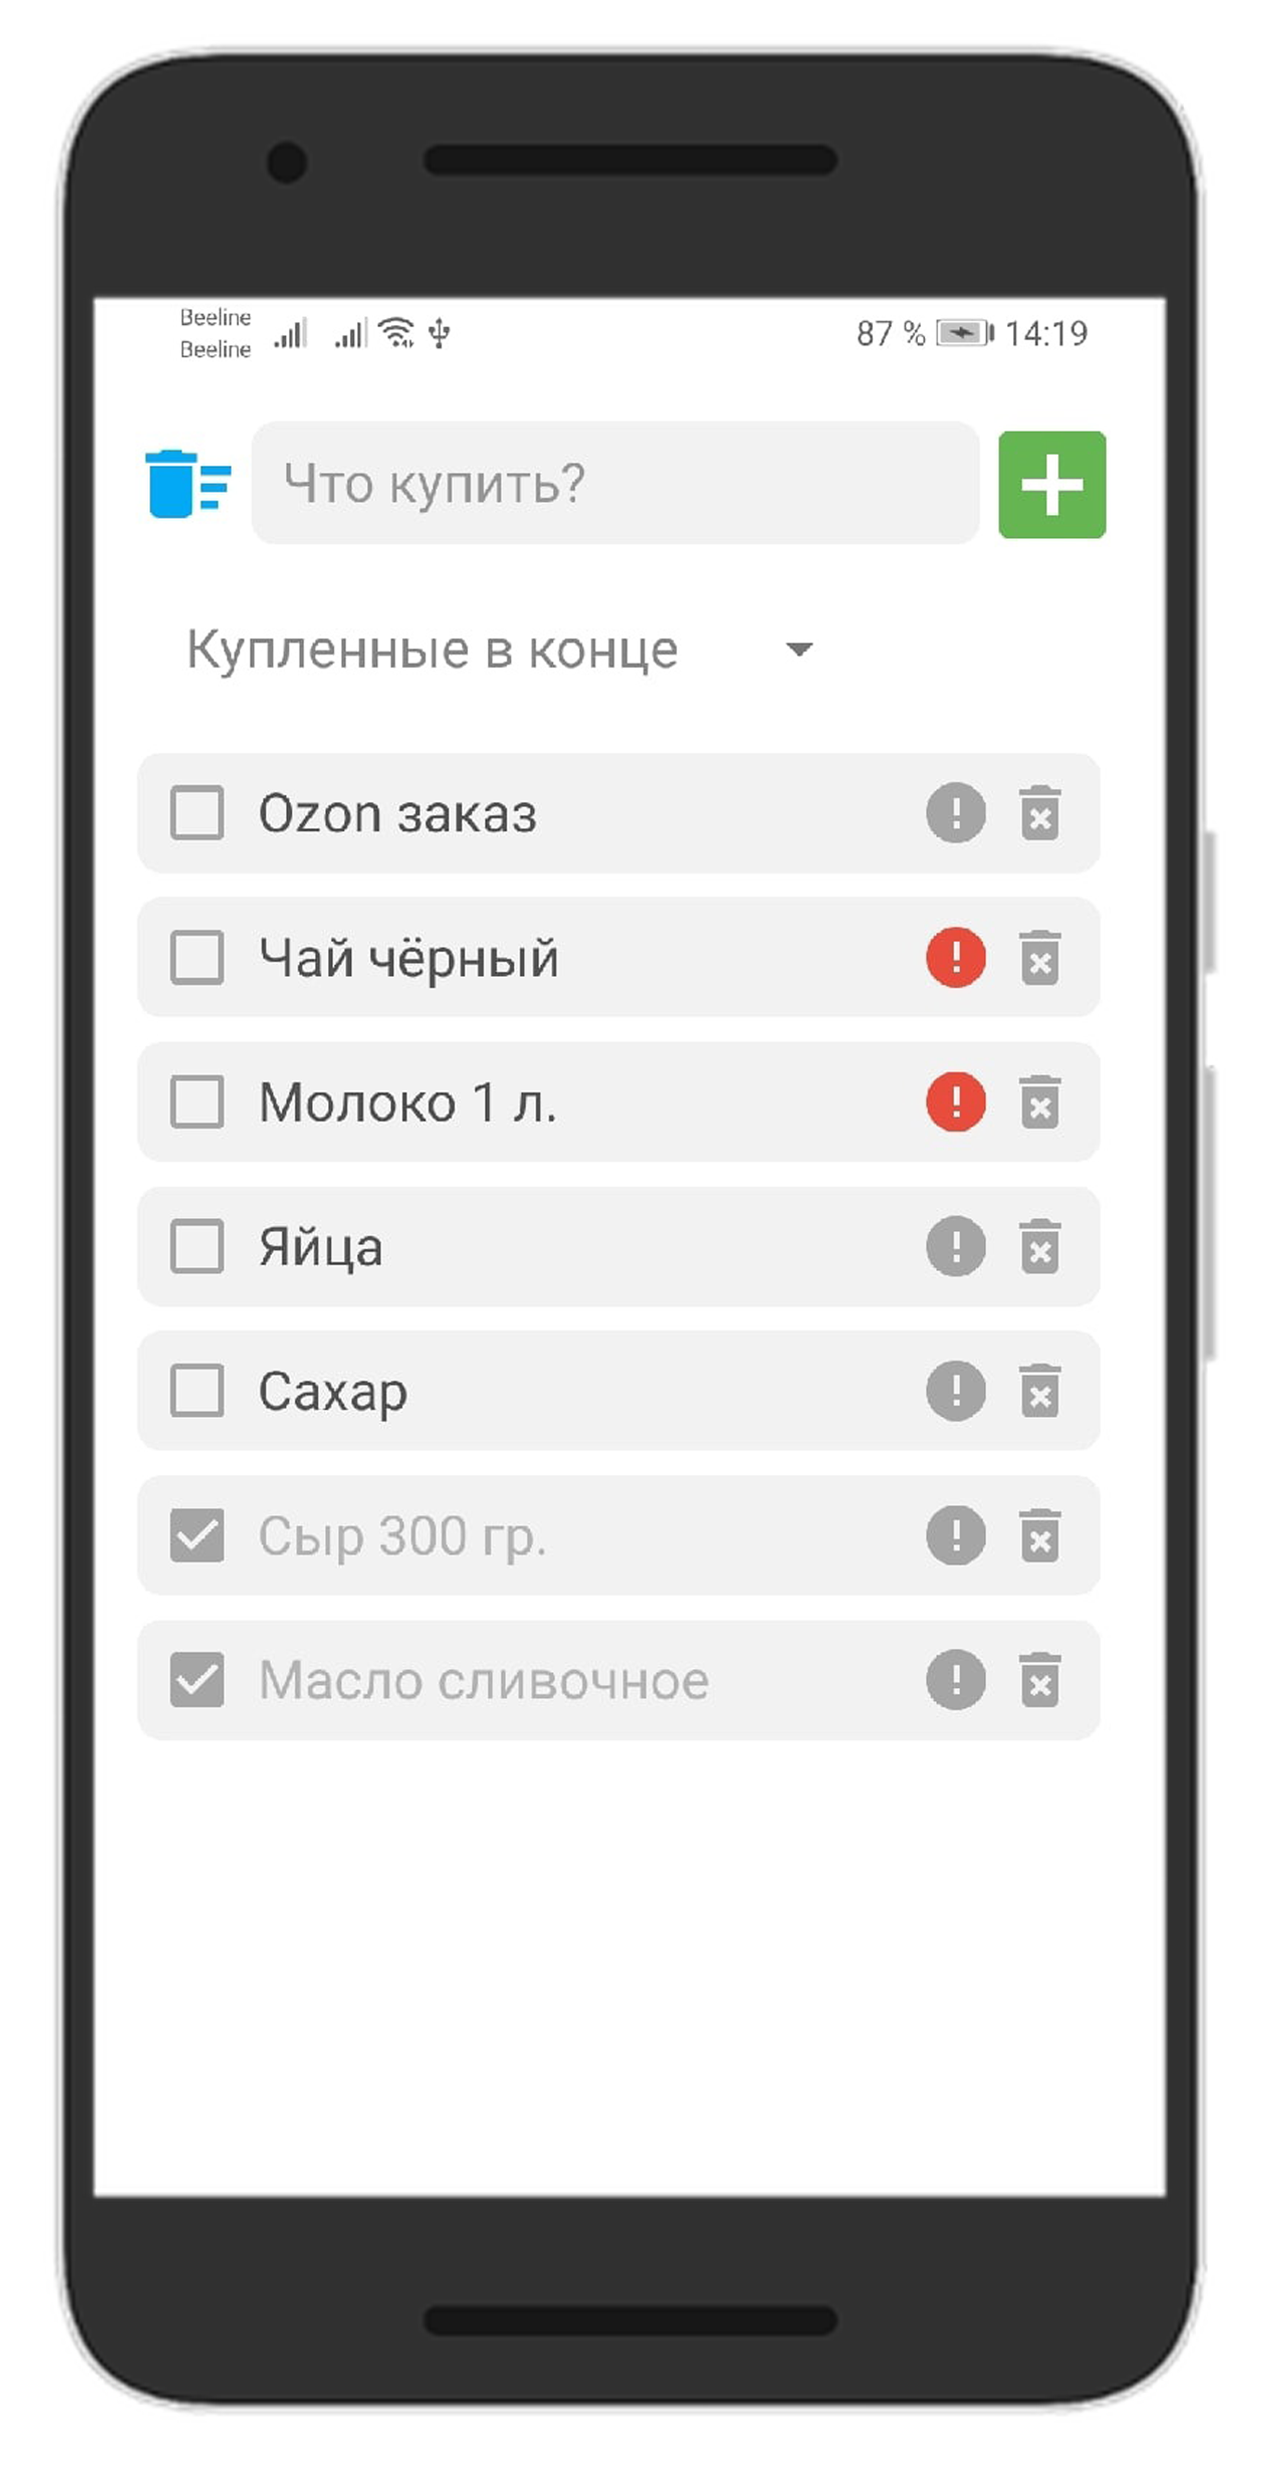 Beeline
Beeline
87 % 14:19
Что купить?
Купленные в конце
Ozon заказ
Чай чёрный
Молоко 1 л.
Яйца
Сахар
Сыр 300 гр.
Масло сливочное